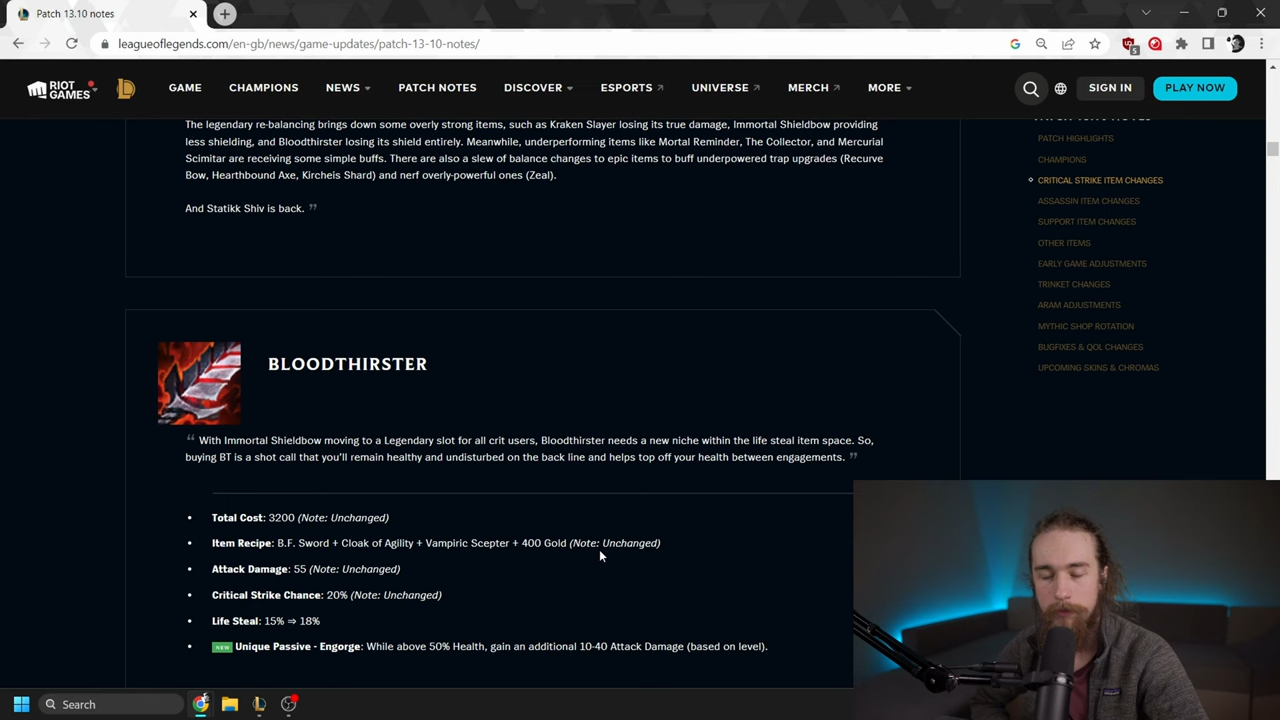 Patch 13.10 notes
leagueoflegends.com/en-gb/news/game-updates/patch-13-10-notes/
5
RIOT GAMES
GAME
CHAMPIONS
NEWS
PATCH NOTES
DISCOVER
ESPORTS
UNIVERSE
MERCH
MORE
SIGN IN
PLAY NOW
The legendary re-balancing brings down some overly strong items, such as Kraken Slayer losing its true damage, Immortal Shieldbow providing
less shielding, and Bloodthirster losing its shield entirely. Meanwhile, underperforming items like Mortal Reminder, The Collector, and Mercurial
Scimitar are receiving some simple buffs. There are also a slew of balance changes to epic items to buff underpowered trap upgrades (Recurve
Bow, Hearthbound Axe, Kircheis Shard) and nerf overly-powerful ones (Zeal).
And Statikk Shiv is back. ”
PATCH HIGHLIGHTS
CHAMPIONS
CRITICAL STRIKE ITEM CHANGES
ASSASSIN ITEM CHANGES
SUPPORT ITEM CHANGES
OTHER ITEMS
EARLY GAME ADJUSTMENTS
TRINKET CHANGES
ARAM ADJUSTMENTS
MYTHIC SHOP ROTATION
BUGFIXES & QOL CHANGES
UPCOMING SKINS & CHROMAS
BLOODTHIRSTER
“ With Immortal Shieldbow moving to a Legendary slot for all crit users, Bloodthirster needs a new niche within the life steal item space. So,
buying BT is a shot call that you’ll remain healthy and undisturbed on the back line and helps top off your health between engagements. ”
• Total Cost: 3200 (Note: Unchanged)
• Item Recipe: B.F. Sword + Cloak of Agility + Vampiric Scepter + 400 Gold (Note: Unchanged)
• Attack Damage: 55 (Note: Unchanged)
• Critical Strike Chance: 20% (Note: Unchanged)
• Life Steal: 15% ⇒ 18%
• NEW Unique Passive - Engorge: While above 50% Health, gain an additional 10-40 Attack Damage (based on level).
Search